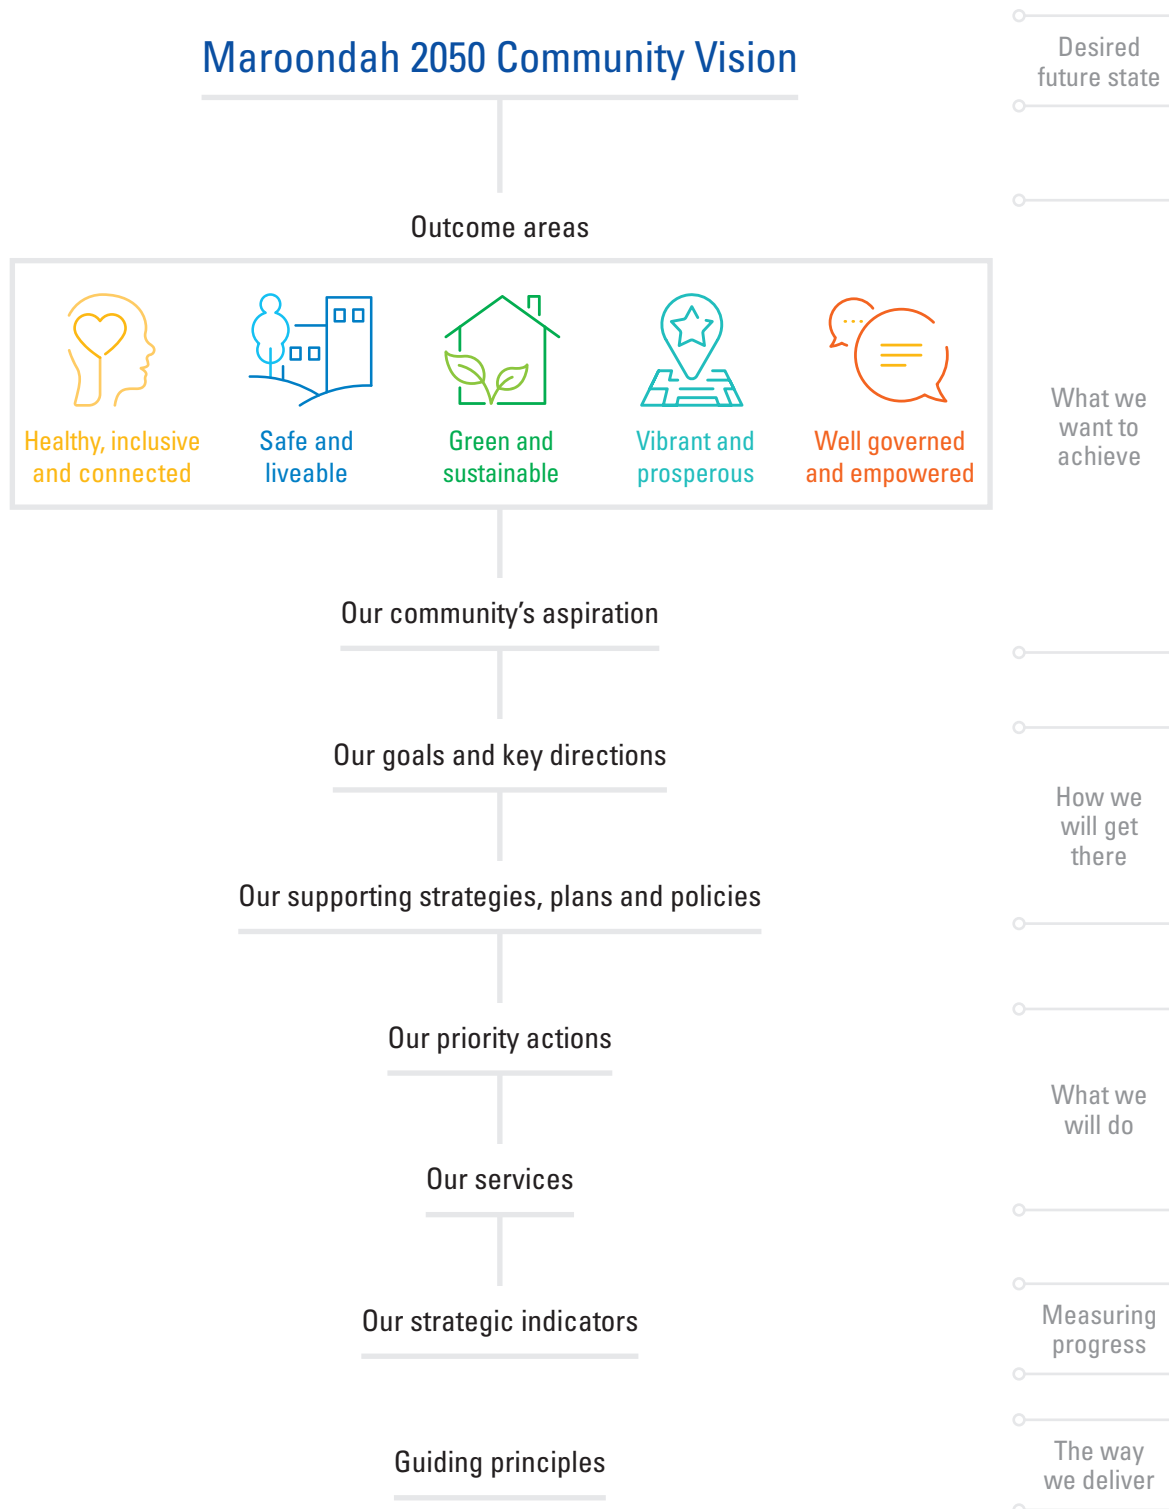 Maroondah 2050 Community Vision
Desired
future state
Outcome areas
Healthy, inclusive
and connected
Safe and
liveable
Green and
sustainable
Vibrant and
prosperous
Well governed
and empowered
What we
want to
achieve
Our community's aspiration
Our goals and key directions
How we
will get
there
Our supporting strategies, plans and policies
Our priority actions
What we
will do
Our services
Our strategic indicators
Measuring
progress
Guiding principles
The way
we deliver